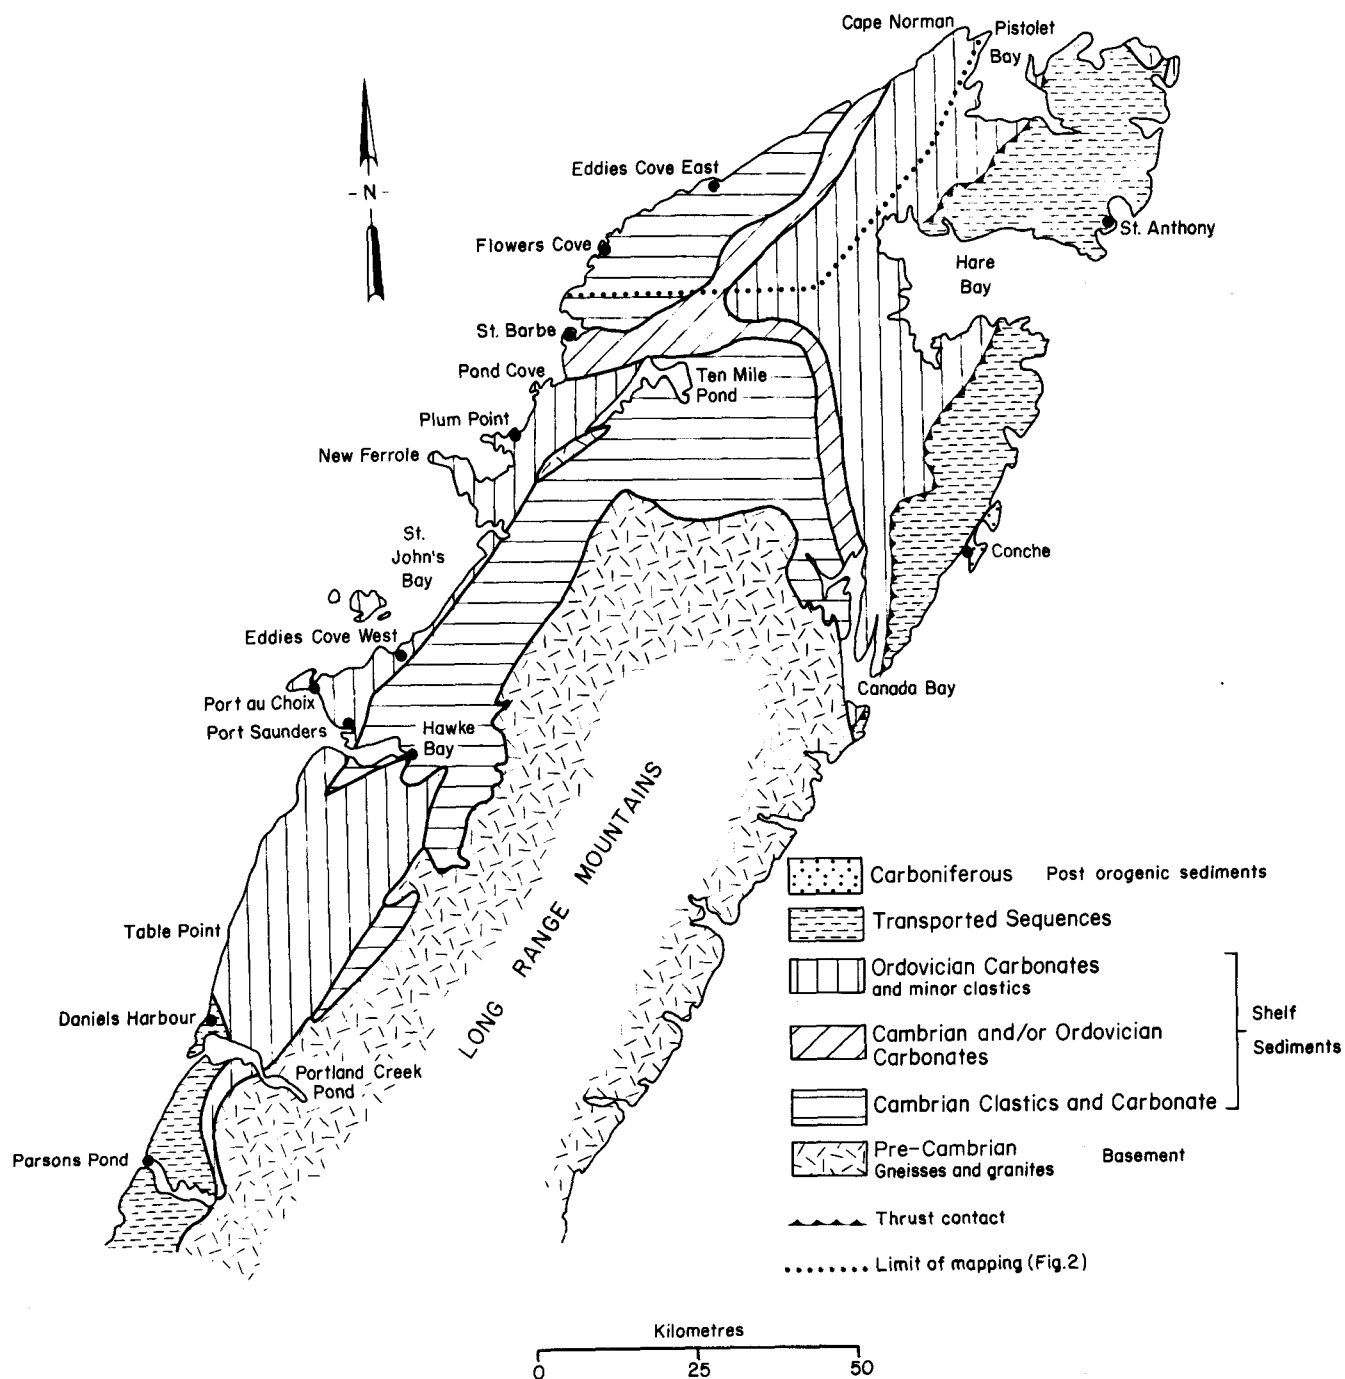 Cape Norman
Pistolet
Bay
Eddies Cove East
- N -
St. Anthony
Flowers Cove
Hare
Bay
St. Barbe
Pond Cove
Ten Mile
Pond
Plum Point
New Ferrole
St.
John's
Bay
Conche
Eddies Cove West
Canada Bay
Port au Choix
Port Saunders
Hawke
Bay
LONG RANGE MOUNTAINS
Table Point
Daniels Harbour
Portland Creek
Pond
Parsons Pond
Carboniferous Post orogenic sediments
Transported Sequences
Ordovician Carbonates
and minor clastics
Shelf
Sediments
Cambrian and/or Ordovician
Carbonates
Cambrian Clastics and Carbonate
Pre-Cambrian
Gneisses and granites
Basement
Thrust contact
Limit of mapping (Fig.2)
Kilometres
0 25 50